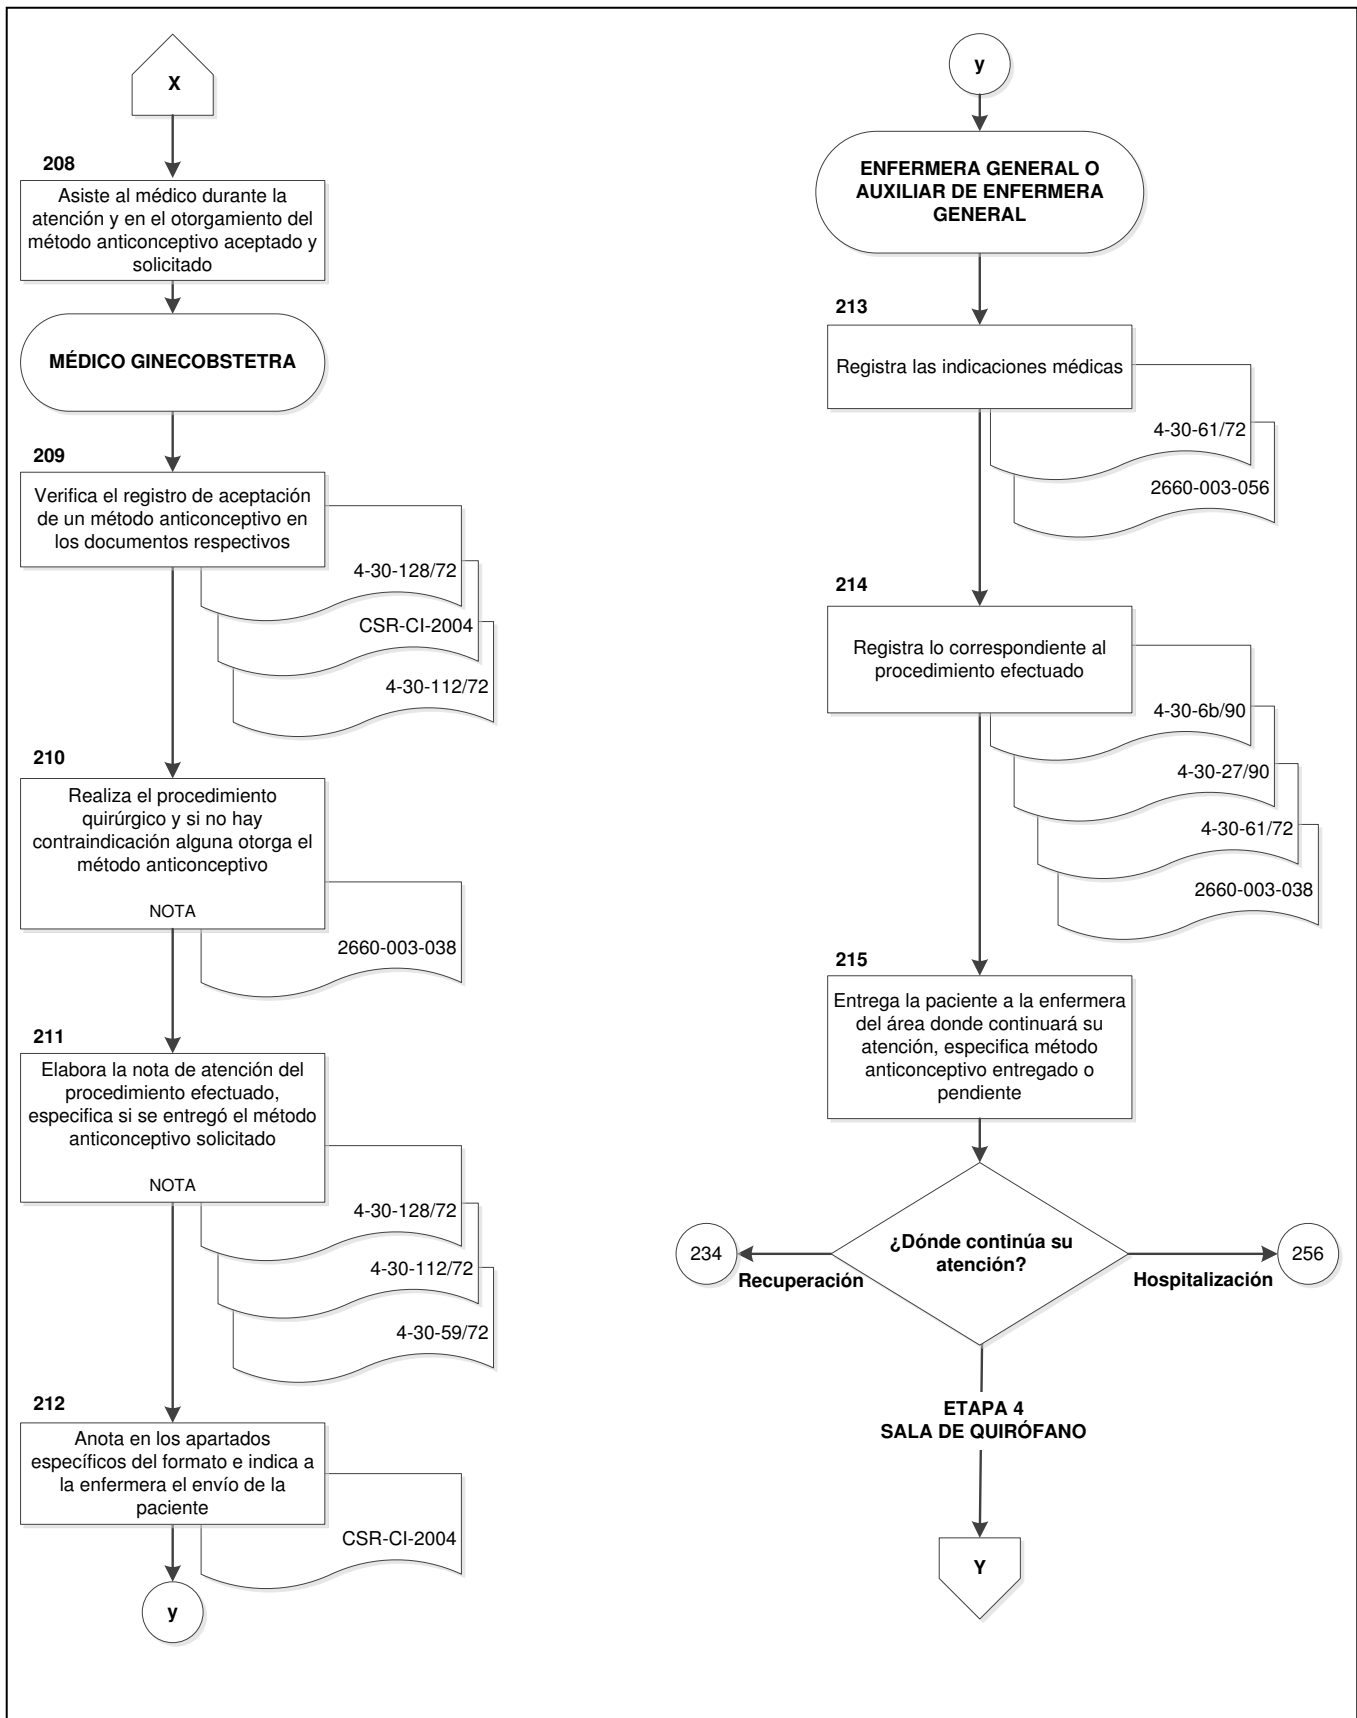 X
208
Asiste al médico durante la
atención y en el otorgamiento del
método anticonceptivo aceptado y
solicitado
MÉDICO GINECOBSTETRA
209
Verifica el registro de aceptación
de un método anticonceptivo en
los documentos respectivos
4-30-128/72
CSR-CI-2004
4-30-112/72
210
Realiza el procedimiento
quirúrgico y si no hay
contraindicación alguna otorga el
método anticonceptivo
NOTA
2660-003-038
211
Elabora la nota de atención del
procedimiento efectuado,
especifica si se entregó el método
anticonceptivo solicitado
NOTA
4-30-128/72
4-30-112/72
4-30-59/72
212
Anota en los apartados
específicos del formato e indica a
la enfermera el envío de la
paciente
CSR-CI-2004
y
y
ENFERMERA GENERAL O
AUXILIAR DE ENFERMERA
GENERAL
213
Registra las indicaciones médicas
4-30-61/72
2660-003-056
214
Registra lo correspondiente al
procedimiento efectuado
4-30-6b/90
4-30-27/90
4-30-61/72
2660-003-038
215
Entrega la paciente a la enfermera
del área donde continuará su
atención, especifica método
anticonceptivo entregado o
pendiente
¿Dónde continúa su
atención?
234
Recuperación
Hospitalización
256
ETAPA 4
SALA DE QUIRÓFANO
Y